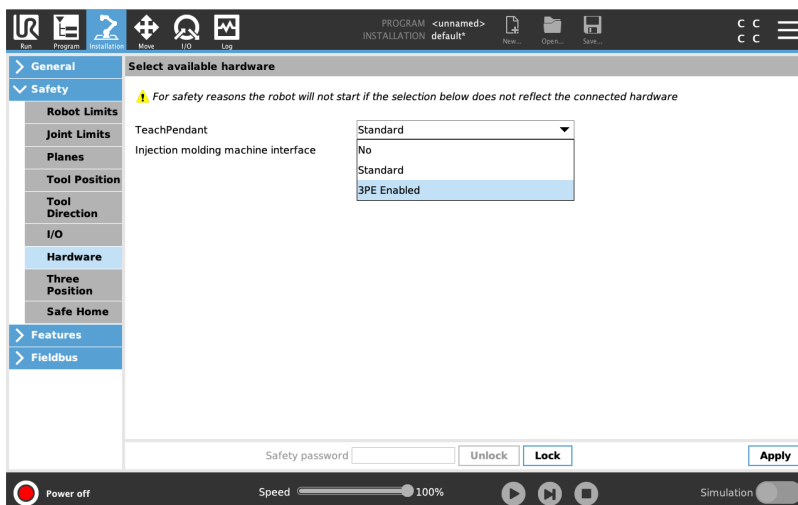 UR
Run
Program
Installation
Move
I/O
Log
PROGRAM <unnamed>
INSTALLATION default*
New...
Open...
Save...
C C
C C
General
Safety
Robot Limits
Joint Limits
Planes
Tool Position
Tool
Direction
I/O
Hardware
Three
Position
Safe Home
Features
Fieldbus
Select available hardware
For safety reasons the robot will not start if the selection below does not reflect the connected hardware
TeachPendant
Standard
Injection molding machine interface
No
Standard
3PE Enabled
Safety password
Unlock
Lock
Apply
Power off
Speed
100%
Simulation